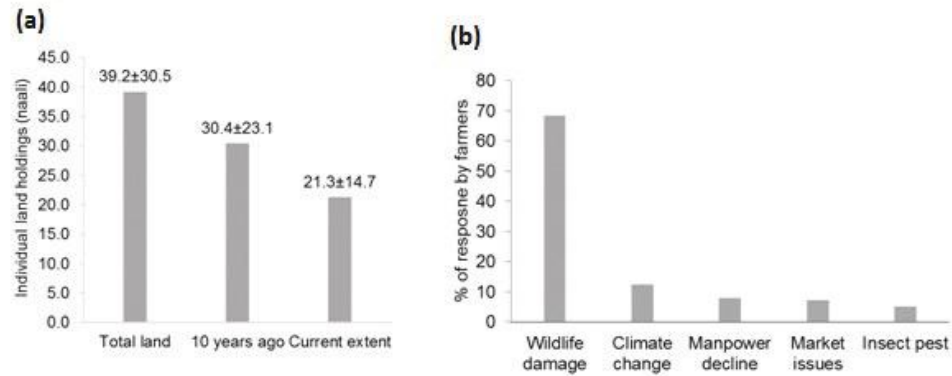 (a)
Individual land holdings (naali)
45.0
40.0
35.0
30.0
25.0
20.0
15.0
10.0
5.0
0.0
39.2±30.5
30.4±23.1
21.3±14.7
Total land 10 years ago Current extent
(b)
% of resposne by farmers
80
70
60
50
40
30
20
10
0
Wildlife damage
Climate change
Manpower decline
Market issues
Insect pest